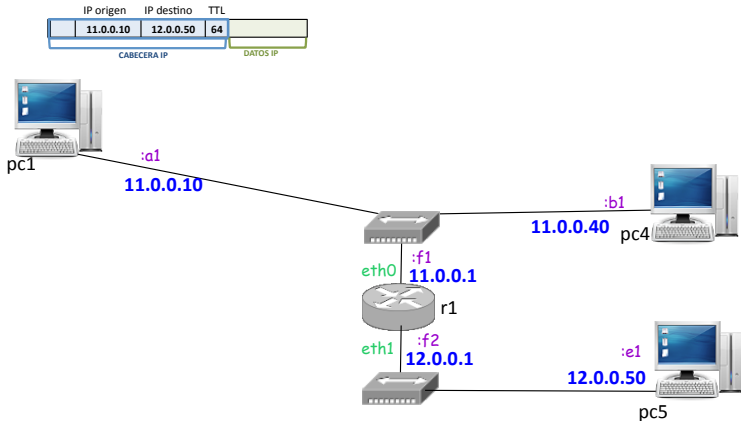 IP origen IP destino TTL
11.0.0.10 12.0.0.50 64
CABECERA IP DATOS IP
pc1
:a1
11.0.0.10
:b1
11.0.0.40
pc4
eth0
:f1
11.0.0.1
r1
eth1
:f2
12.0.0.1
:e1
12.0.0.50
pc5